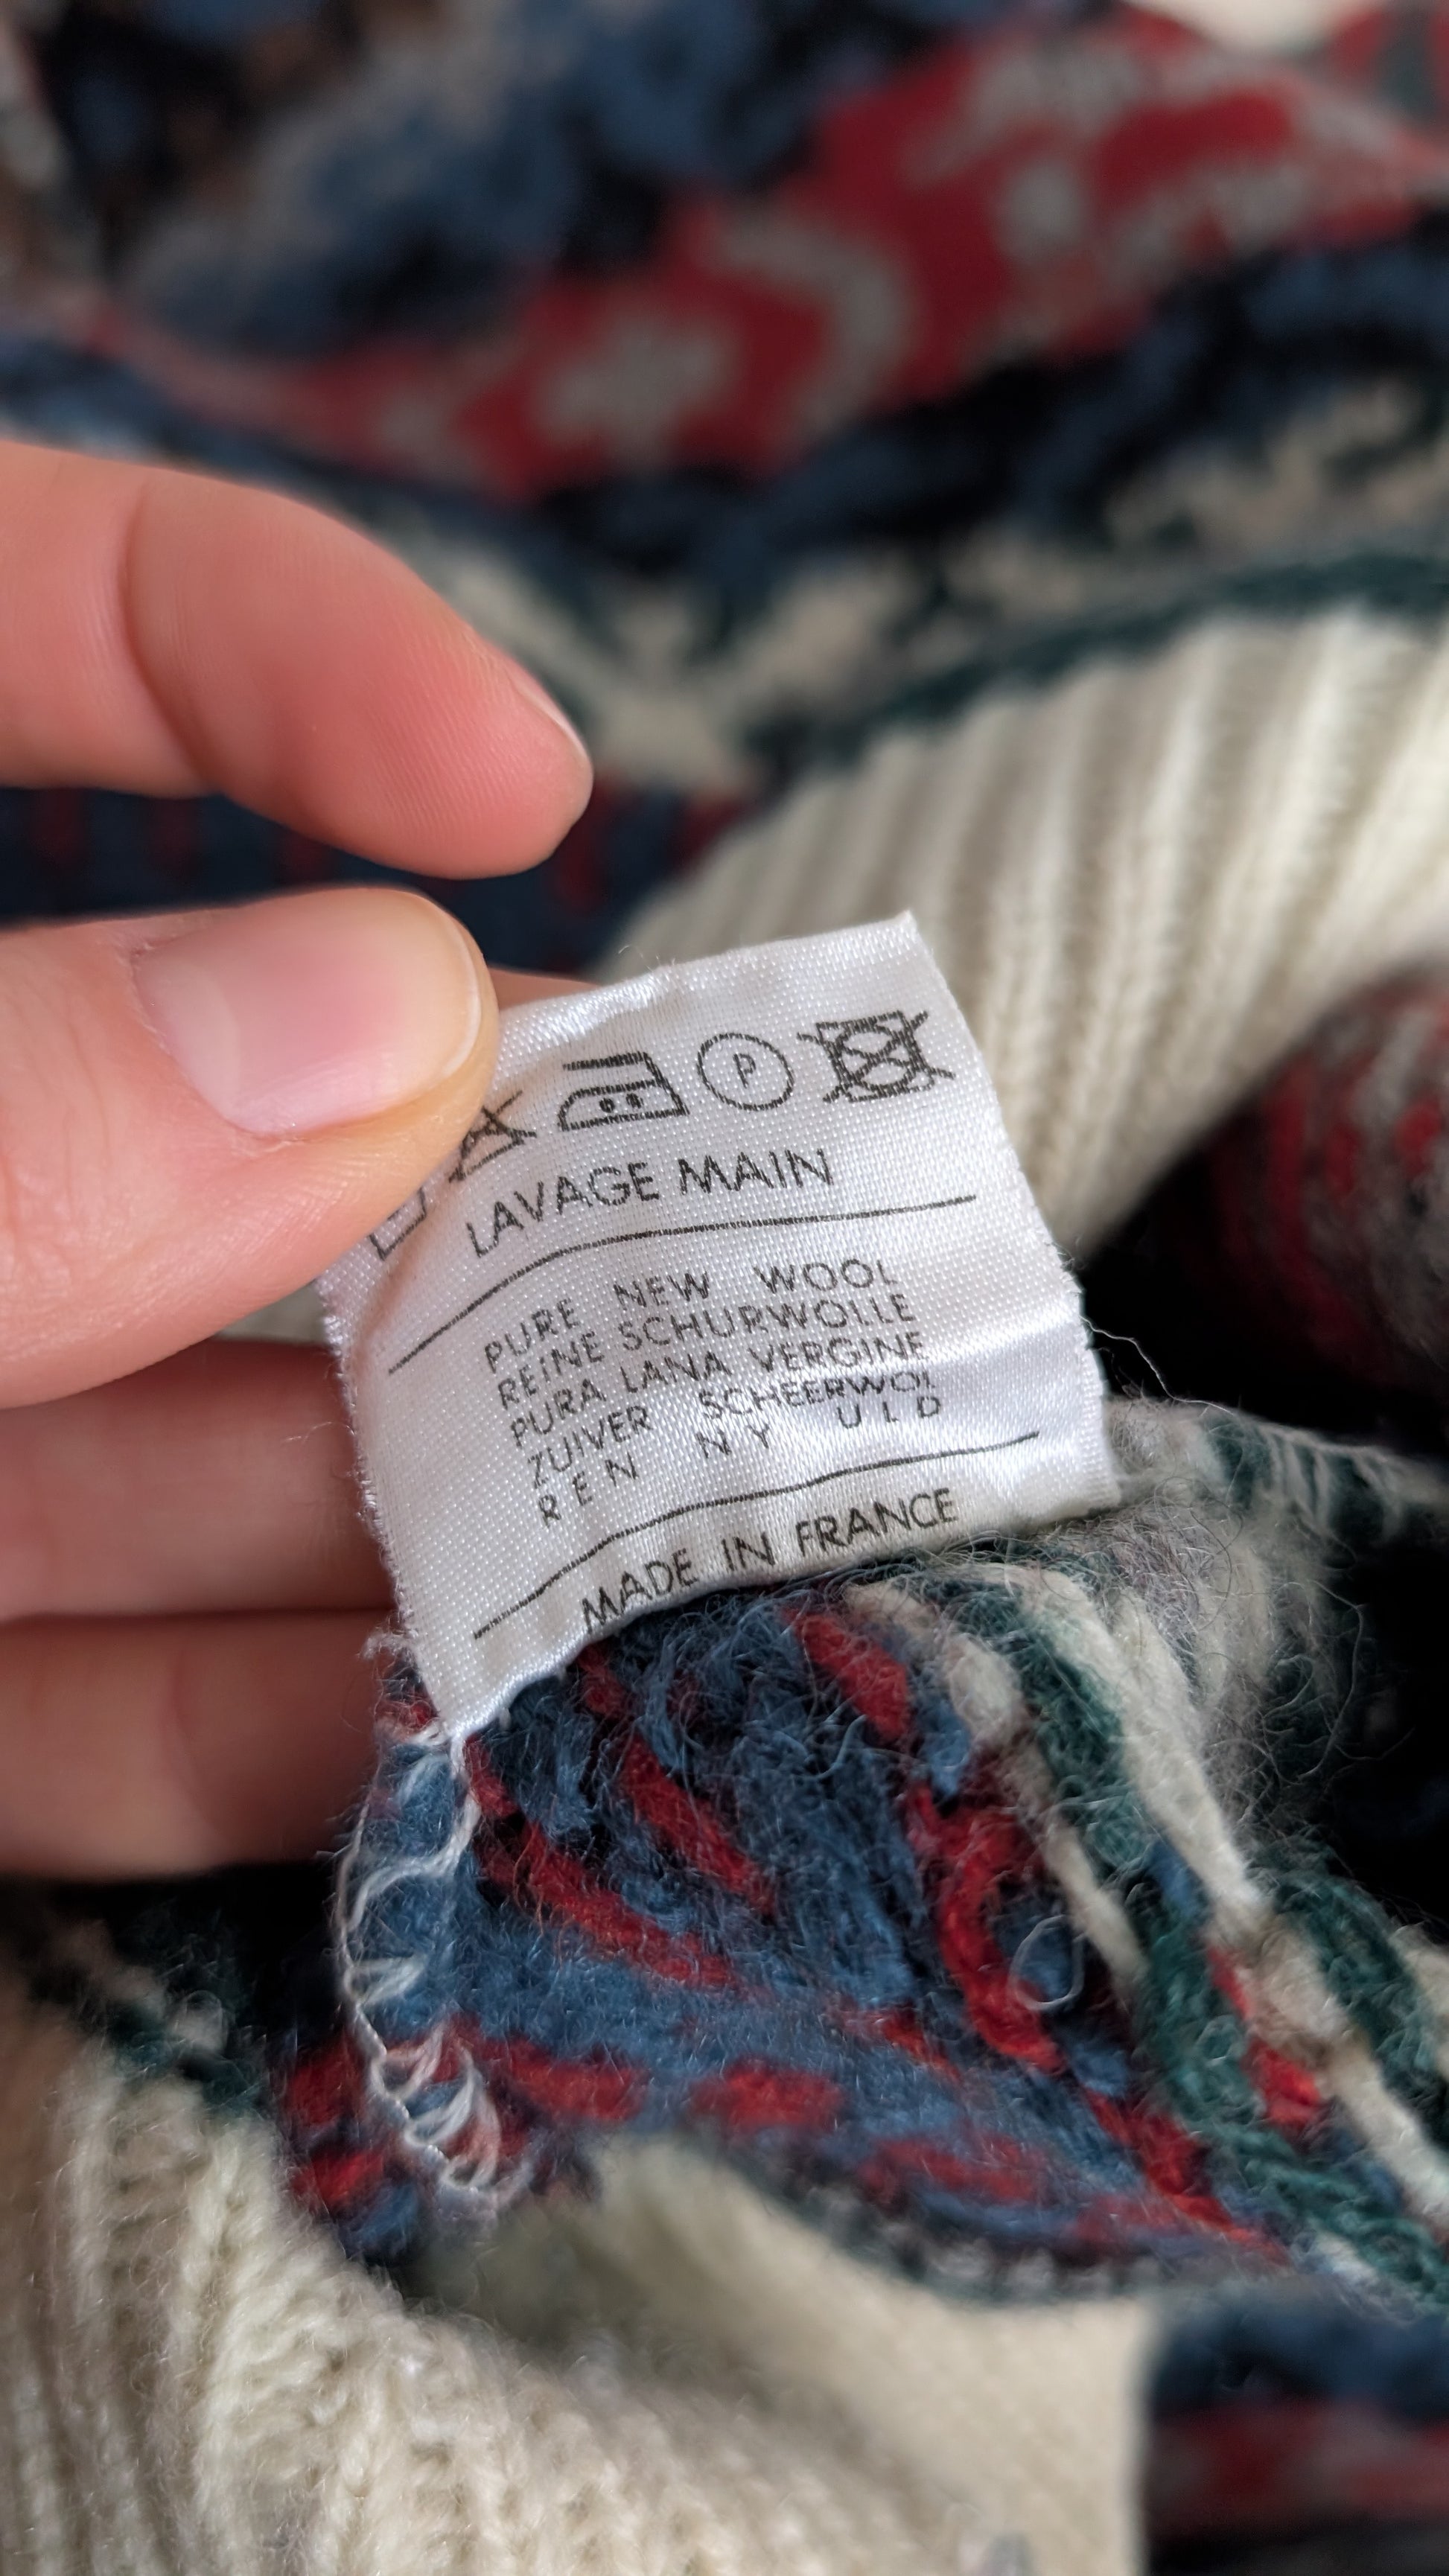 P
LAVAGE MAIN
PURE NEW WOOL
REINE SCHURWOLLE
PURA LANA VERGINE
ZUIVER SCHEERWOL
REN NY ULD
MADE IN FRANCE